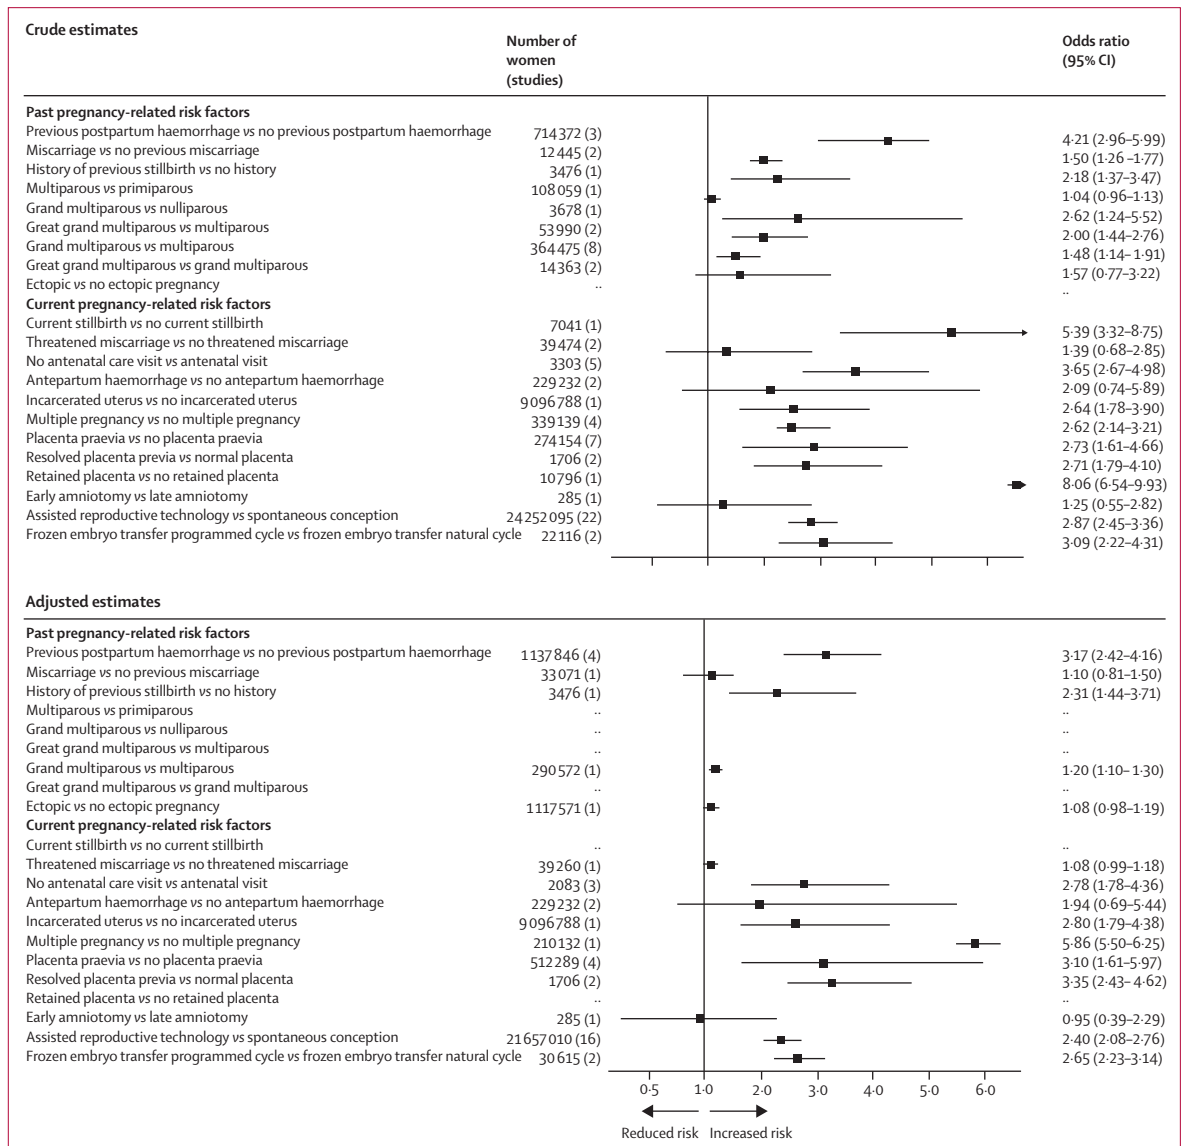 Crude estimates
Number of women (studies)
Odds ratio (95% CI)
Past pregnancy-related risk factors
Previous postpartum haemorrhage vs no previous postpartum haemorrhage 714 372 (3) 4·21 (2·96–5·99)
Miscarriage vs no previous miscarriage 12 445 (2) 1·50 (1·26 –1·77)
History of previous stillbirth vs no history 3476 (1) 2·18 (1·37–3·47)
Multiparous vs primiparous 108 059 (1) 1·04 (0·96–1·13)
Grand multiparous vs nulliparous 3678 (1) 2·62 (1·24–5·52)
Great grand multiparous vs multiparous 53 990 (2) 2·00 (1·44–2·76)
Grand multiparous vs multiparous 364 475 (8) 1·48 (1·14– 1·91)
Great grand multiparous vs grand multiparous 14 363 (2) 1·57 (0·77–3·22)
Ectopic vs no ectopic pregnancy ·· ··
Current pregnancy-related risk factors
Current stillbirth vs no current stillbirth 7041 (1) 5·39 (3·32–8·75)
Threatened miscarriage vs no threatened miscarriage 39 474 (2) 1·39 (0·68–2·85)
No antenatal care visit vs antenatal visit 3303 (5) 3·65 (2·67–4·98)
Antepartum haemorrhage vs no antepartum haemorrhage 229 232 (2) 2·09 (0·74–5·89)
Incarcerated uterus vs no incarcerated uterus 9 096 788 (1) 2·64 (1·78–3·90)
Multiple pregnancy vs no multiple pregnancy 339 139 (4) 2·62 (2·14–3·21)
Placenta praevia vs no placenta praevia 274 154 (7) 2·73 (1·61–4·66)
Resolved placenta previa vs normal placenta 1706 (2) 2·71 (1·79–4·10)
Retained placenta vs no retained placenta 10 796 (1) 8·06 (6·54–9·93)
Early amniotomy vs late amniotomy 285 (1) 1·25 (0·55–2·82)
Assisted reproductive technology vs spontaneous conception 24 252 095 (22) 2·87 (2·45–3·36)
Frozen embryo transfer programmed cycle vs frozen embryo transfer natural cycle 22 116 (2) 3·09 (2·22–4·31)
Adjusted estimates
Past pregnancy-related risk factors
Previous postpartum haemorrhage vs no previous postpartum haemorrhage 1 137 846 (4) 3·17 (2·42–4·16)
Miscarriage vs no previous miscarriage 33 071 (1) 1·10 (0·81–1·50)
History of previous stillbirth vs no history 3476 (1) 2·31 (1·44–3·71)
Multiparous vs primiparous ·· ··
Grand multiparous vs nulliparous ·· ··
Great grand multiparous vs multiparous ·· ··
Grand multiparous vs multiparous 290 572 (1) 1·20 (1·10– 1·30)
Great grand multiparous vs grand multiparous ·· ··
Ectopic vs no ectopic pregnancy 1 117 571 (1) 1·08 (0·98–1·19)
Current pregnancy-related risk factors
Current stillbirth vs no current stillbirth ·· ··
Threatened miscarriage vs no threatened miscarriage 39 260 (1) 1·08 (0·99–1·18)
No antenatal care visit vs antenatal visit 2083 (3) 2·78 (1·78–4·36)
Antepartum haemorrhage vs no antepartum haemorrhage 229 232 (2) 1·94 (0·69–5·44)
Incarcerated uterus vs no incarcerated uterus 9 096 788 (1) 2·80 (1·79–4·38)
Multiple pregnancy vs no multiple pregnancy 210 132 (1) 5·86 (5·50–6·25)
Placenta praevia vs no placenta praevia 512 289 (4) 3·10 (1·61–5·97)
Resolved placenta previa vs normal placenta 1706 (2) 3·35 (2·43– 4·62)
Retained placenta vs no retained placenta ·· ··
Early amniotomy vs late amniotomy 285 (1) 0·95 (0·39–2·29)
Assisted reproductive technology vs spontaneous conception 21 657 010 (16) 2·40 (2·08–2·76)
Frozen embryo transfer programmed cycle vs frozen embryo transfer natural cycle 30 615 (2) 2·65 (2·23–3·14)
0·5 1·0 2·0 3·0 4·0 5·0 6·0
Reduced risk Increased risk